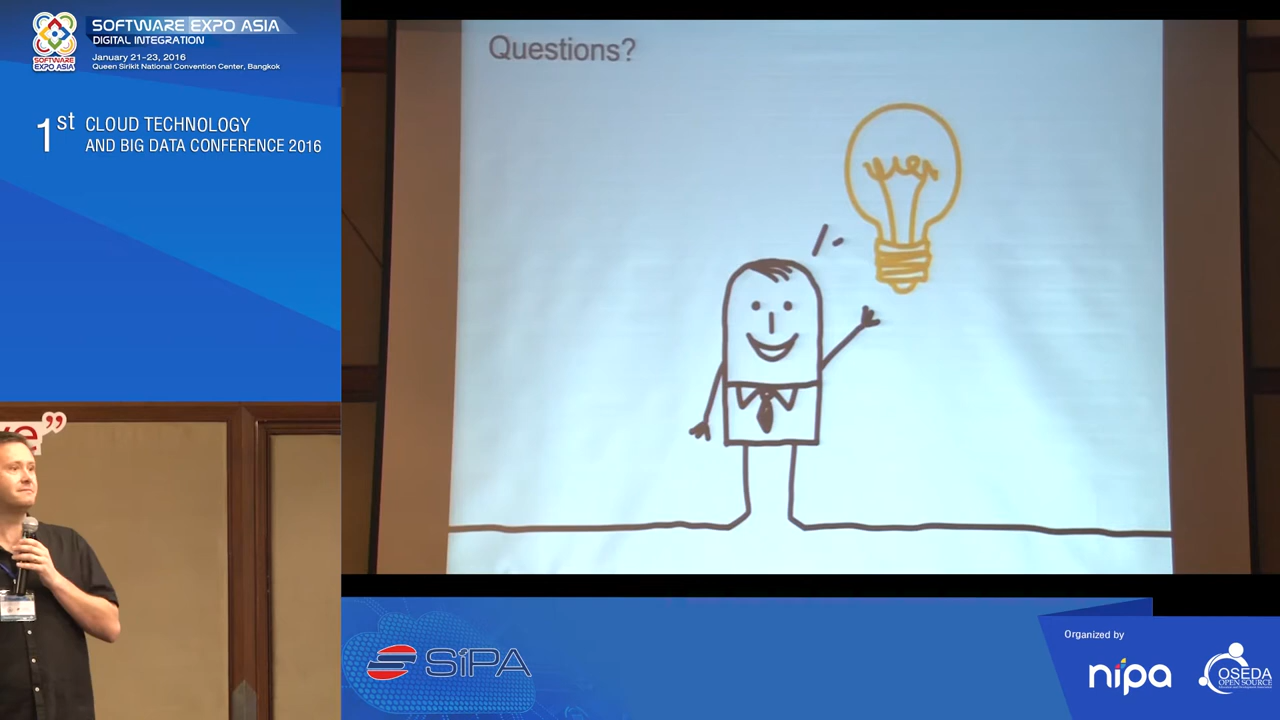 SOFTWARE EXPO ASIA
DIGITAL INTEGRATION
January 21-23, 2016
Queen Sirikit National Convention Center, Bangkok
SOFTWARE
EXPO ASIA
1st CLOUD TECHNOLOGY
AND BIG DATA CONFERENCE 2016
Questions?
ve”
SiPA
Organized by
nipa
OSEDA
OPEN SOURCE